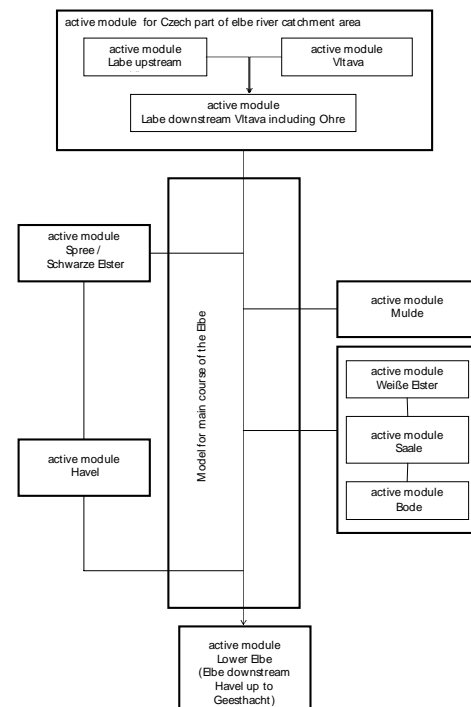 active module for Czech part of elbe river catchment area
active module
Labe upstream
active module
Vltava
active module
Labe downstream Vltava including Ohre
active module
Spree /
Schwarze Elster
Model for main course of the Elbe
active module
Mulde
active module
Weiße Elster
active module
Saale
active module
Bode
active module
Havel
active module
Lower Elbe
(Elbe downstream
Havel up to
Geesthacht)